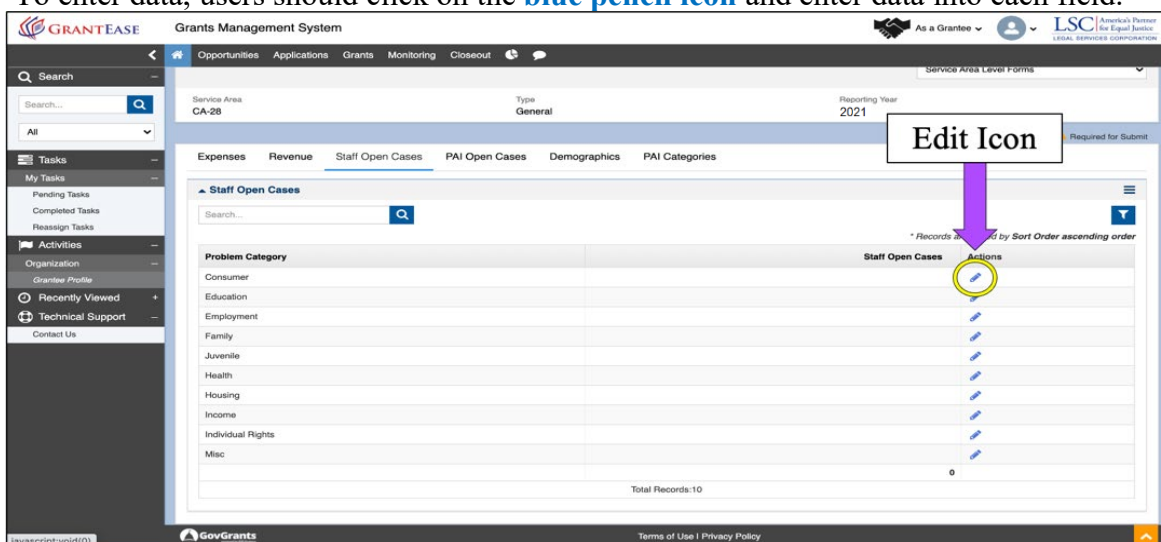 To enter data, users should click on the blue pencil icon and enter data into each field.
GRANTEASE Grants Management System As a Grantee LSC America's Partner for Equal Justice
LEGAL SERVICES CORPORATION
Opportunities Applications Grants Monitoring Closeout
Search
Service Area Level Forms
Search...
All
Service Area Type Reporting Year
CA-28 General 2021
Edit Icon
Required for Submit
Tasks
My Tasks
Pending Tasks
Completed Tasks
Reassign Tasks
Activities
Organization
Grantee Profile
Recently Viewed
Technical Support
Contact Us
Expenses Revenue Staff Open Cases PAI Open Cases Demographics PAI Categories
Staff Open Cases
Search...
* Records a by Sort Order ascending order
Problem Category Staff Open Cases Actions
Consumer
Education
Employment
Family
Juvenile
Health
Housing
Income
Individual Rights
Misc
0
Total Records:10
javascript:void(0)
GovGrants Terms of Use I Privacy Policy